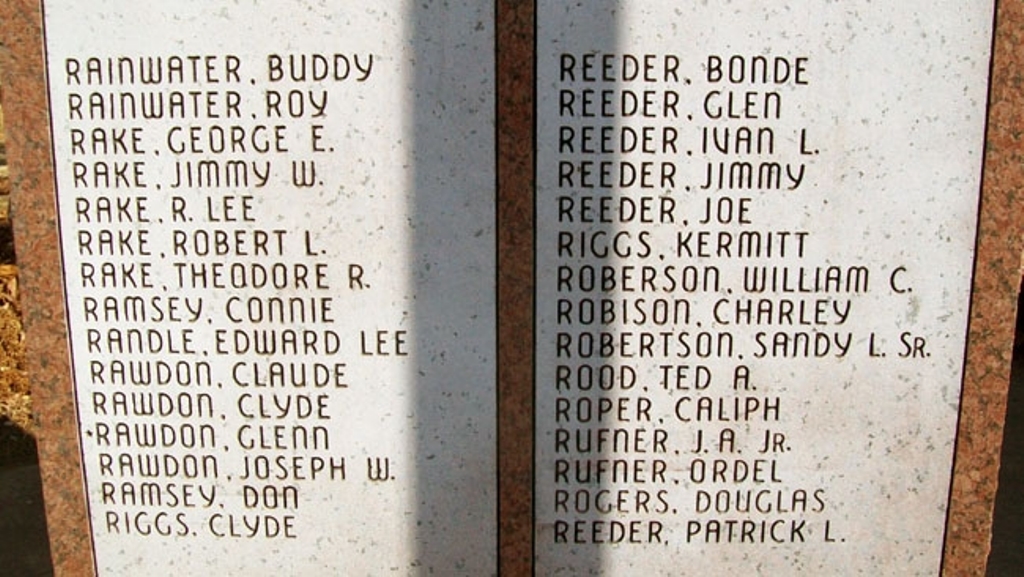 RAINWATER, BUDDY
RAINWATER, ROY
RAKE, GEORGE E.
RAKE, JIMMY W.
RAKE, R. LEE
RAKE, ROBERT L.
RAKE, THEODORE R.
RAMSEY, CONNIE
RANDLE, EDWARD LEE
RAWDON, CLAUDE
RAWDON, CLYDE
*RAWDON, GLENN
RAWDON, JOSEPH W.
RAMSEY, DON
RIGGS, CLYDE
REEDER, BONDE
REEDER, GLEN
REEDER, IVAN L.
REEDER, JIMMY
REEDER, JOE
RIGGS, KERMITT
ROBERSON, WILLIAM C.
ROBISON, CHARLEY
ROBERTSON, SANDY L. SR.
ROOD, TED A.
ROPER, CALIPH
RUFNER, J.A. JR.
RUFNER, ORDEL
ROGERS, DOUGLAS
REEDER, PATRICK L.